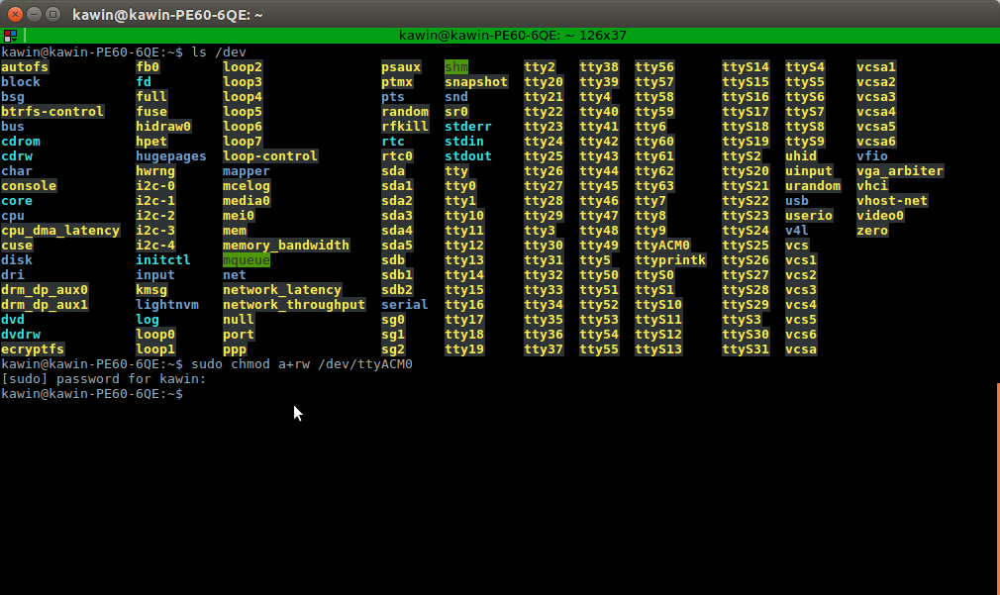 kawin@kawin-PE60-6QE: ~
kawin@kawin-PE60-6QE: ~ 126x37
kawin@kawin-PE60-6QE:~$ ls /dev
autofs fb0 loop2 psaux shm tty2 tty38 tty56 ttyS14 ttyS4 vcsa1
block fd loop3 ptmx snapshot tty20 tty39 tty57 ttyS15 ttyS5 vcsa2
bsg full loop4 pts snd tty21 tty4 tty58 ttyS16 ttyS6 vcsa3
btrfs-control fuse loop5 random sr0 tty22 tty40 tty59 ttyS17 ttyS7 vcsa4
bus hidraw0 loop6 rfkill stderr tty23 tty41 tty6 ttyS18 ttyS8 vcsa5
cdrom hpet loop7 rtc stdin tty24 tty42 tty60 ttyS19 ttyS9 vcsa6
cdrw hugepages loop-control rtc0 stdout tty25 tty43 tty61 ttyS2 uhid vfio
char hwrng mapper sda tty tty26 tty44 tty62 ttyS20 uinput vga_arbiter
console i2c-0 mcelog sda1 tty0 tty27 tty45 tty63 ttyS21 urandom vhci
core i2c-1 media0 sda2 tty1 tty28 tty46 tty7 ttyS22 usb vhost-net
cpu i2c-2 mei0 sda3 tty10 tty29 tty47 tty8 ttyS23 userio video0
cpu_dma_latency i2c-3 mem sda4 tty11 tty3 tty48 tty9 ttyS24 v4l zero
cuse i2c-4 memory_bandwidth sda5 tty12 tty30 tty49 ttyACM0 ttyS25 vcs
disk initctl mqueue sdb tty13 tty31 tty5 ttyprintk ttyS26 vcs1
dri input net sdb1 tty14 tty32 tty50 ttyS0 ttyS27 vcs2
drm_dp_aux0 kmsg network_latency sdb2 tty15 tty33 tty51 ttyS1 ttyS28 vcs3
drm_dp_aux1 lightnvm network_throughput serial tty16 tty34 tty52 ttyS10 ttyS29 vcs4
dvd log null sg0 tty17 tty35 tty53 ttyS11 ttyS3 vcs5
dvdrw loop0 port sg1 tty18 tty36 tty54 ttyS12 ttyS30 vcs6
ecryptfs loop1 ppp sg2 tty19 tty37 tty55 ttyS13 ttyS31 vcsa
kawin@kawin-PE60-6QE:~$ sudo chmod a+rw /dev/ttyACM0
[sudo] password for kawin:
kawin@kawin-PE60-6QE:~$